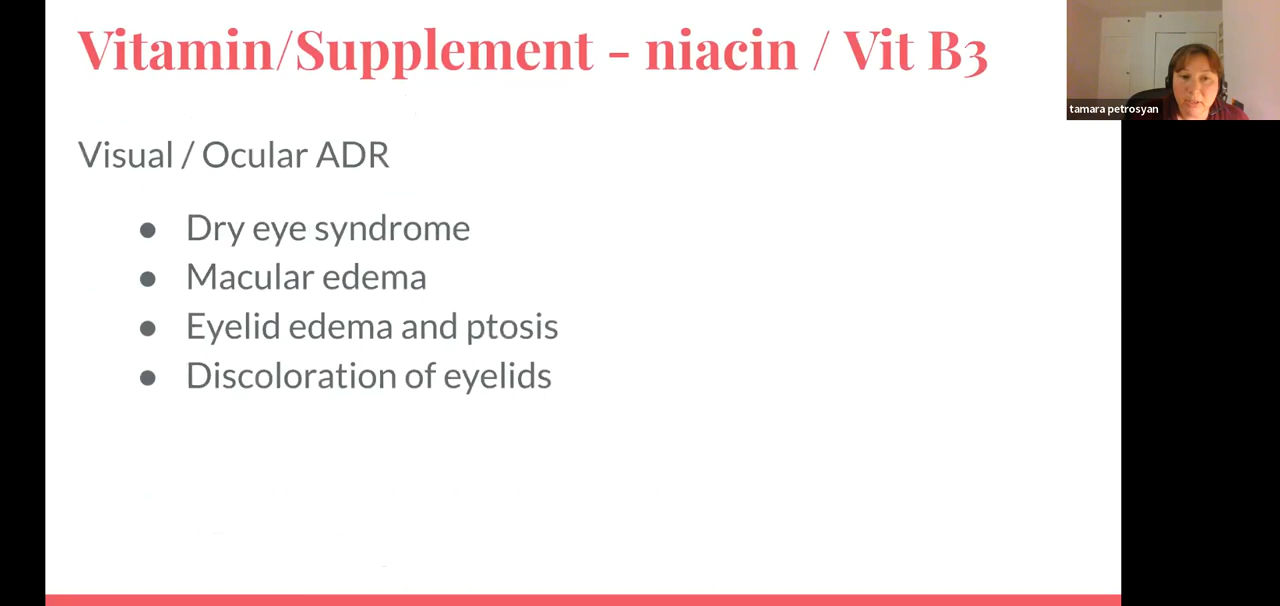 Vitamin/Supplement - niacin / Vit B3
tamara petrosyan
Visual / Ocular ADR
● Dry eye syndrome
● Macular edema
● Eyelid edema and ptosis
● Discoloration of eyelids